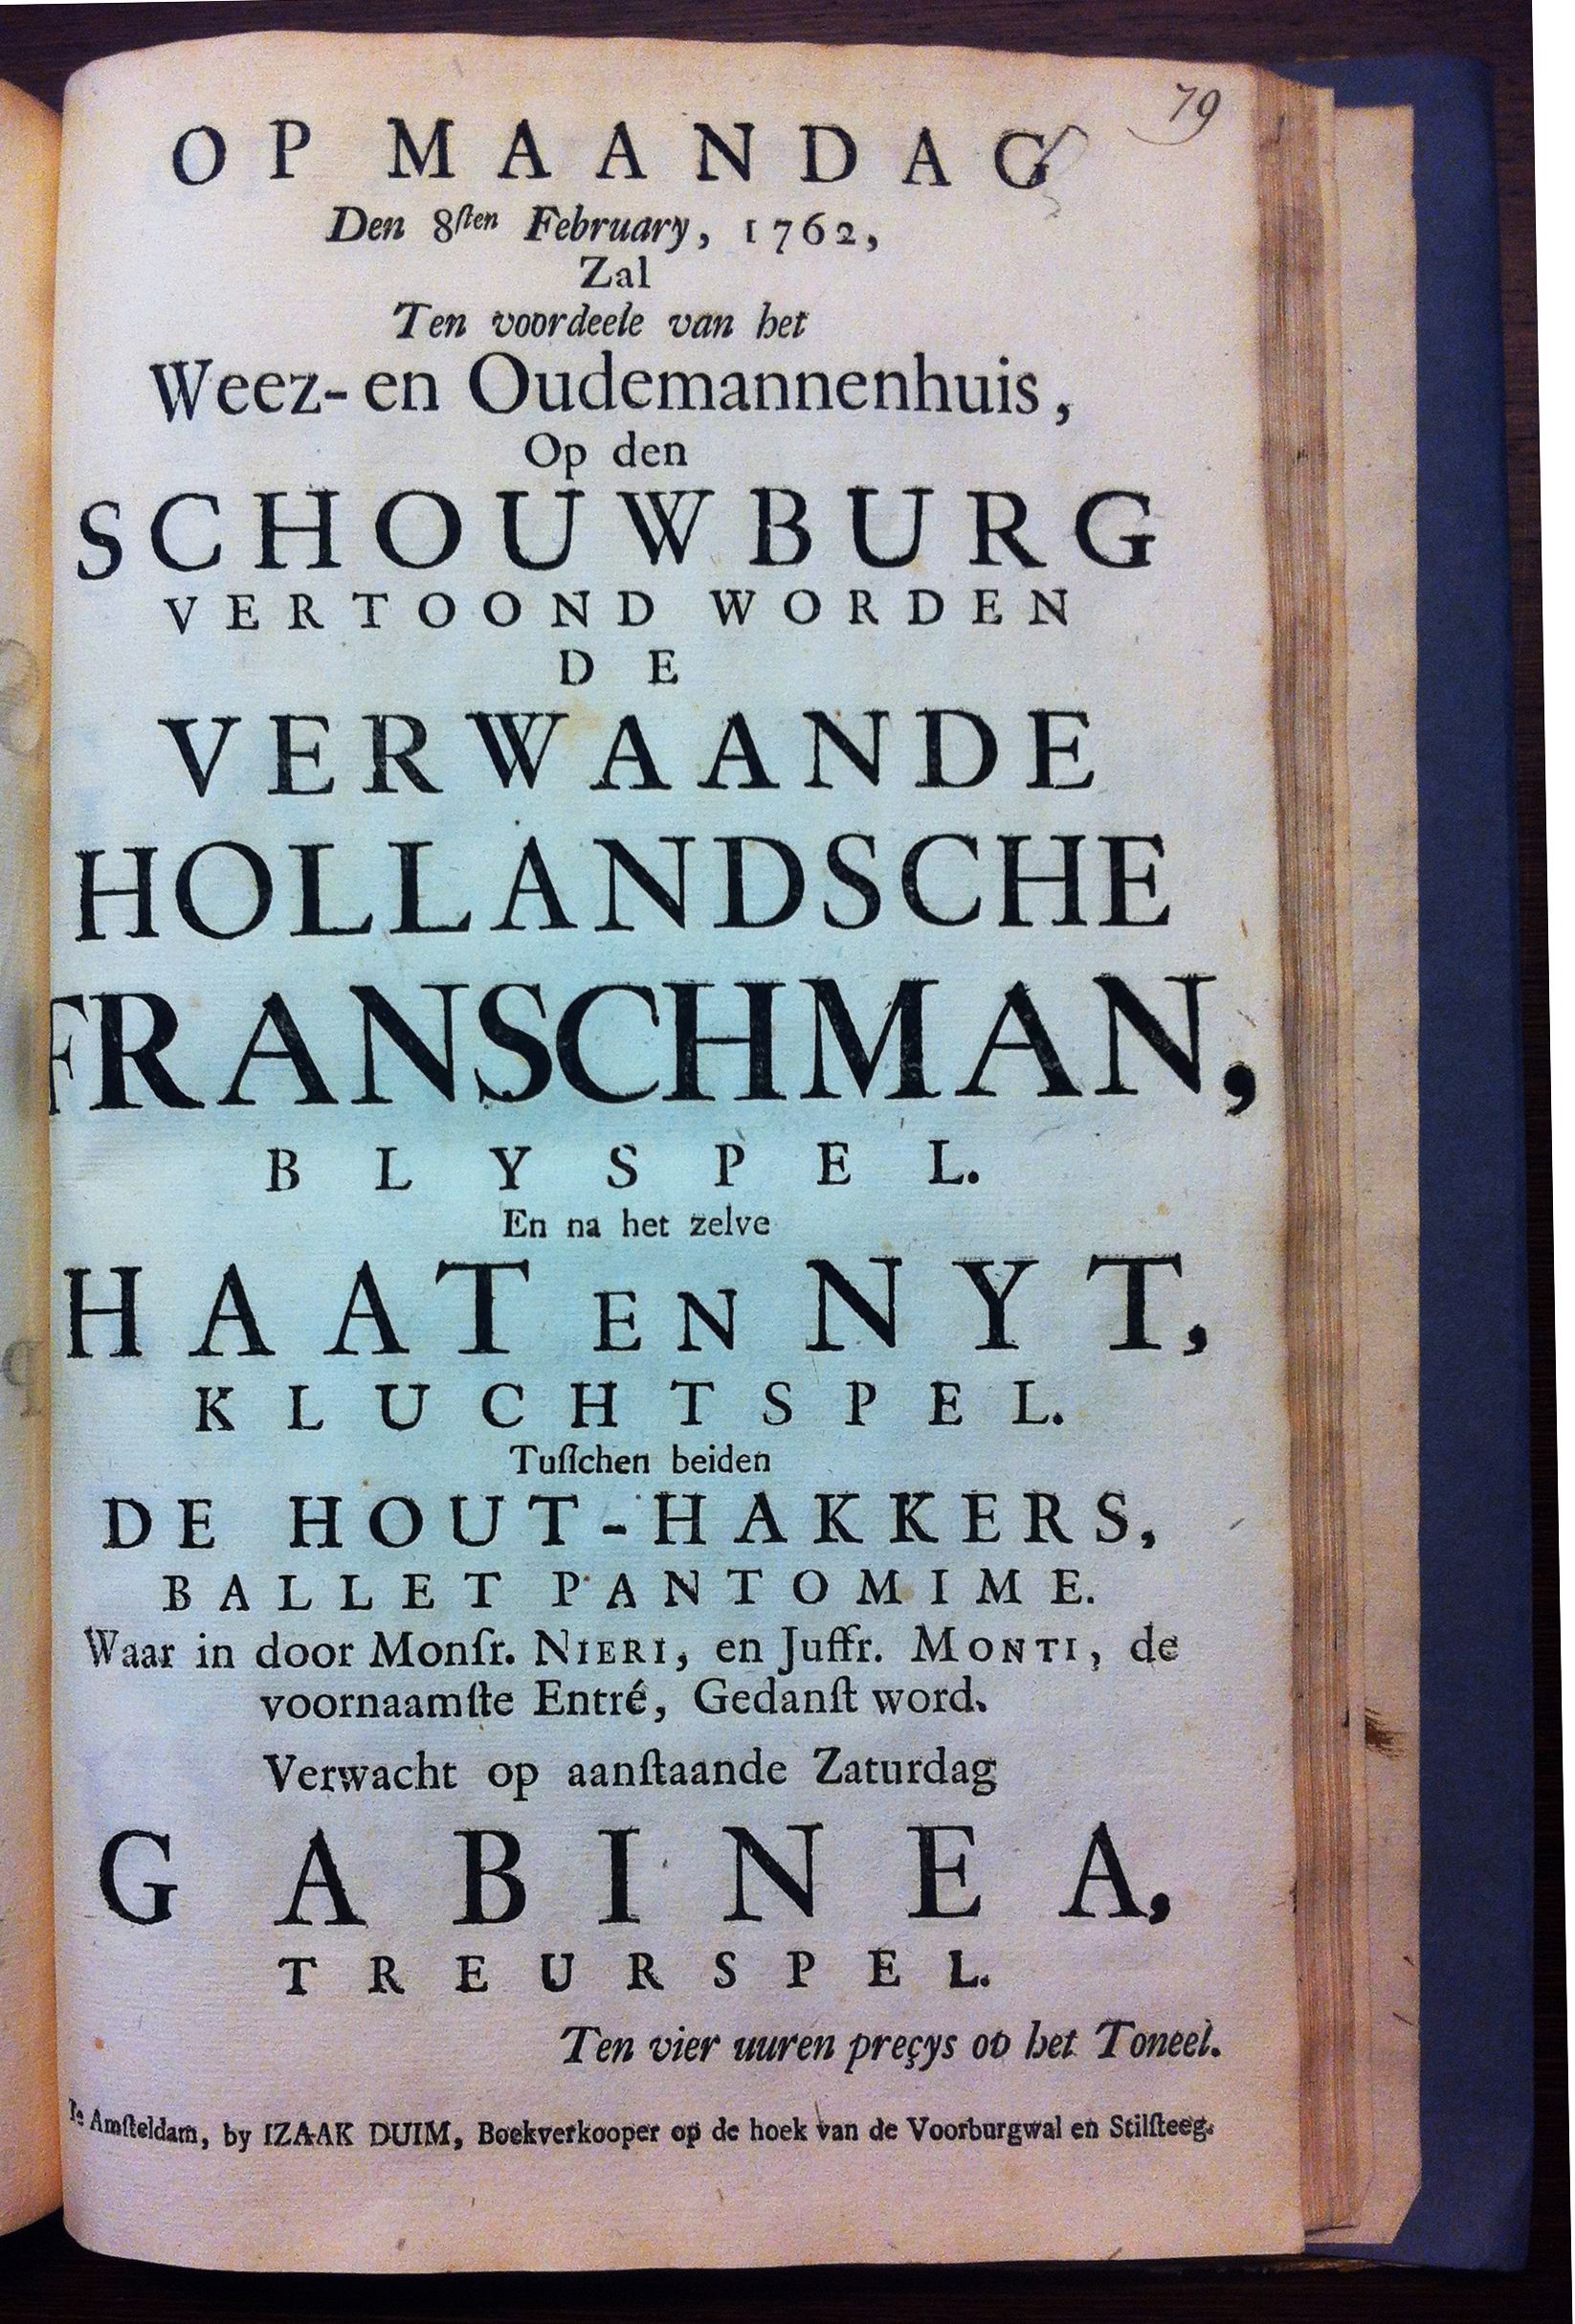 79
OP MAANDAG
Den 8ſten February, 1762,
Zal
Ten voordeele van het
Weez- en Oudemannenhuis,
Op den
SCHOUWBURG
VERTOOND WORDEN
DE
VERWAANDE
HOLLANDSCHE
FRANSCHMAN,
BLYSPEL.
En na het zelve
HAAT EN NYT,
KLUCHTSPEL.
Tuſſchen beiden
DE HOUT-HAKKERS,
BALLET PANTOMIME.
Waar in door Monſr. NIERI, en Juffr. MONTI, de
voornaamſte Entré, Gedanſt word.
Verwacht op aanſtaande Zaturdag
GABINEA,
TREURSPEL.
Ten vier uuren preçys op het Toneel.
Te Amſteldam, by IZAAK DUIM, Boekverkooper op de hoek van de Voorburgwal en Stilſteeg.